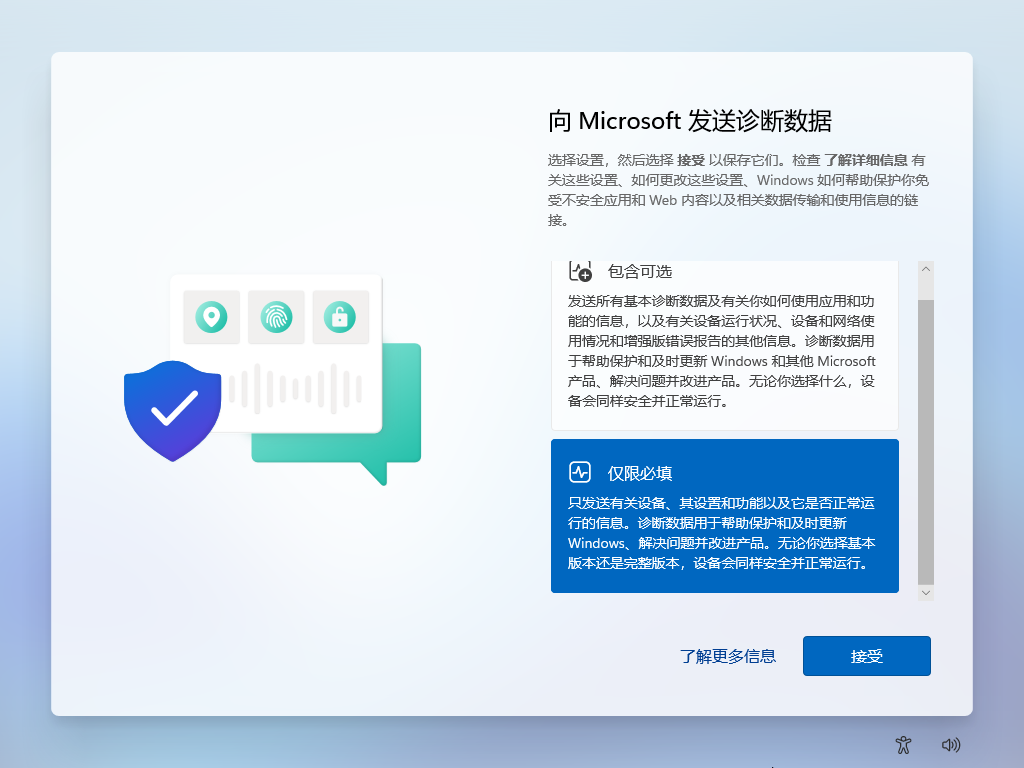 向 Microsoft 发送诊断数据
选择设置，然后选择 接受 以保存它们。检查 了解详细信息 有
关这些设置、如何更改这些设置、Windows 如何帮助保护你免
受不安全应用和 Web 内容以及相关数据传输和使用信息的链
接。
包含可选
发送所有基本诊断数据及有关你如何使用应用和功
能的信息，以及有关设备运行状况、设备和网络使
用情况和增强版错误报告的其他信息。诊断数据用
于帮助保护和及时更新 Windows 和其他 Microsoft
产品、解决问题并改进产品。无论你选择什么，设
备会同样安全并正常运行。
仅限必填
只发送有关设备、其设置和功能以及它是否正常运
行的信息。诊断数据用于帮助保护和及时更新
Windows、解决问题并改进产品。无论你选择基本
版本还是完整版本，设备会同样安全并正常运行。
了解更多信息
接受